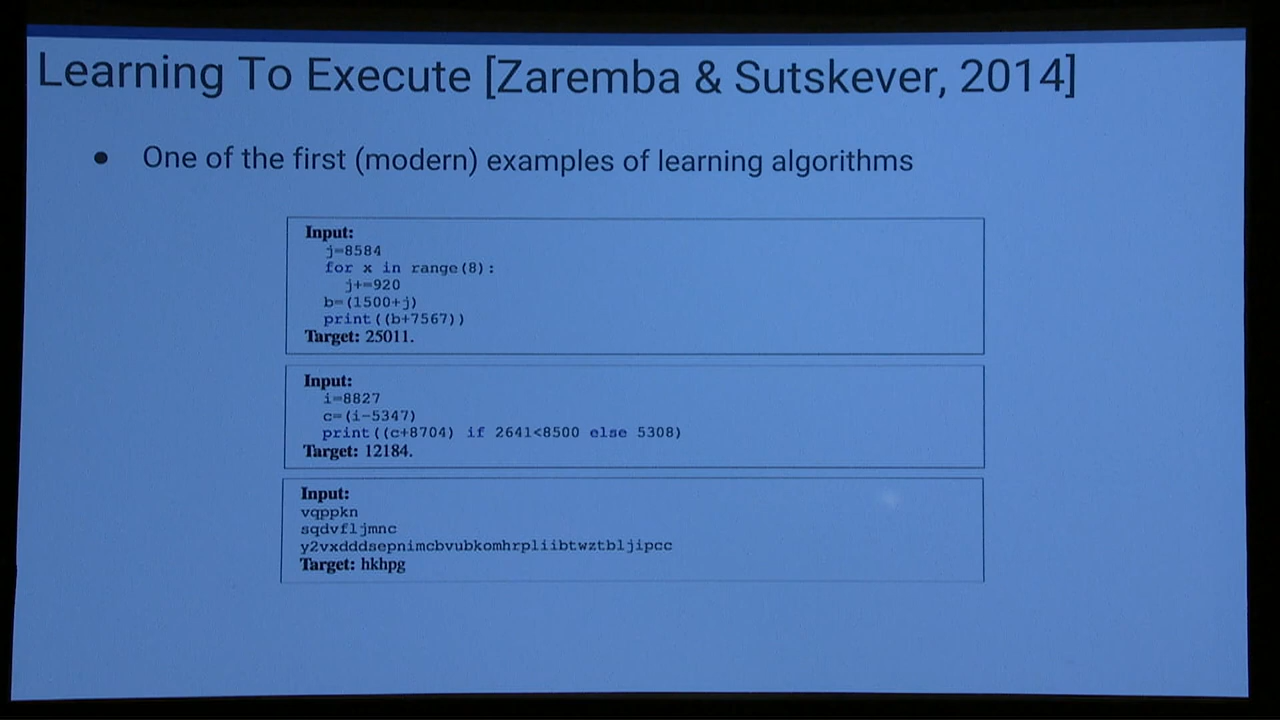 Learning To Execute [Zaremba & Sutskever, 2014]
● One of the first (modern) examples of learning algorithms
Input:
j=8584
for x in range(8):
j+=920
b=(1500+j)
print((b+7567))
Target: 25011.
Input:
i=8827
c=(i-5347)
print((c+8704) if 2641<8500 else 5308)
Target: 12184.
Input:
vqppkn
sqdvfljmnc
y2vxdddsepnimcbvubkomhrpliibtwztbljipcc
Target: hkhpg